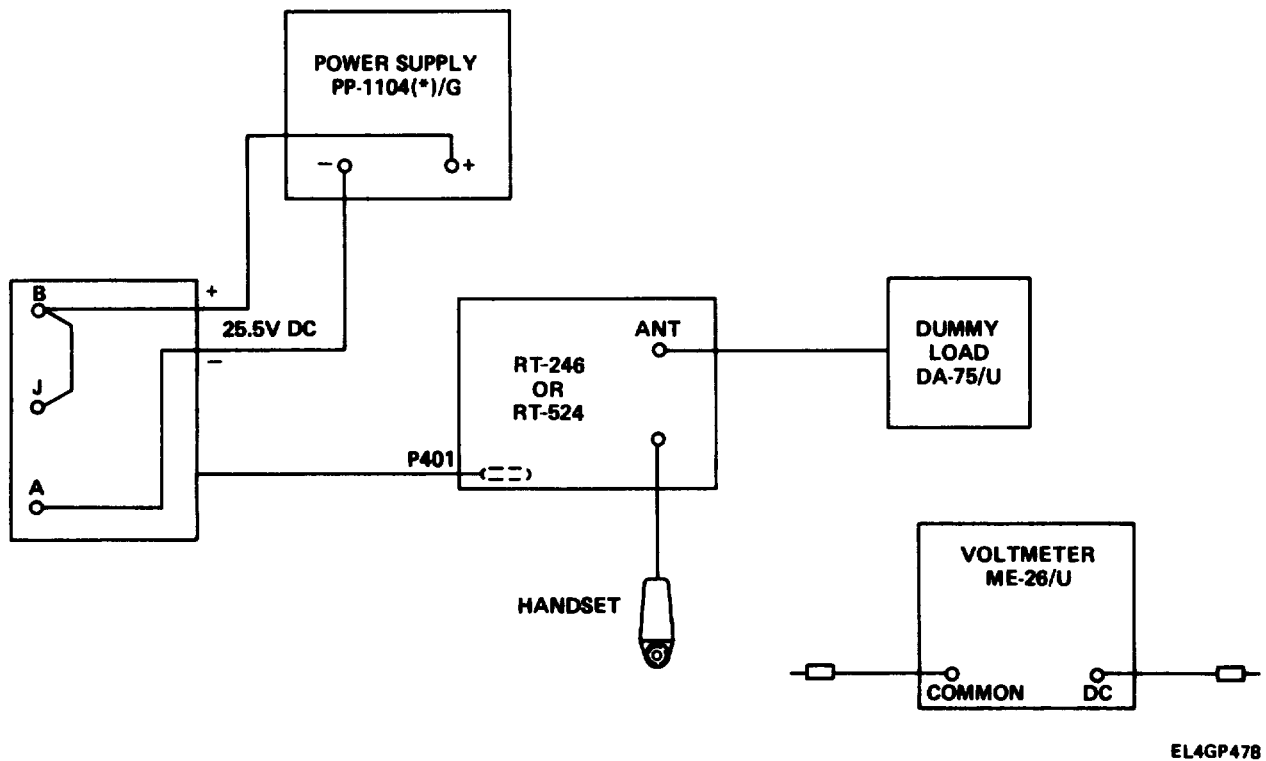 POWER SUPPLY
PP-1104(*)/G
− +
B
+
25.5V DC
−
J
A
P401
ANT
RT-246
OR
RT-524
DUMMY
LOAD
DA-75/U
HANDSET
VOLTMETER
ME-26/U
COMMON DC
EL4GP478